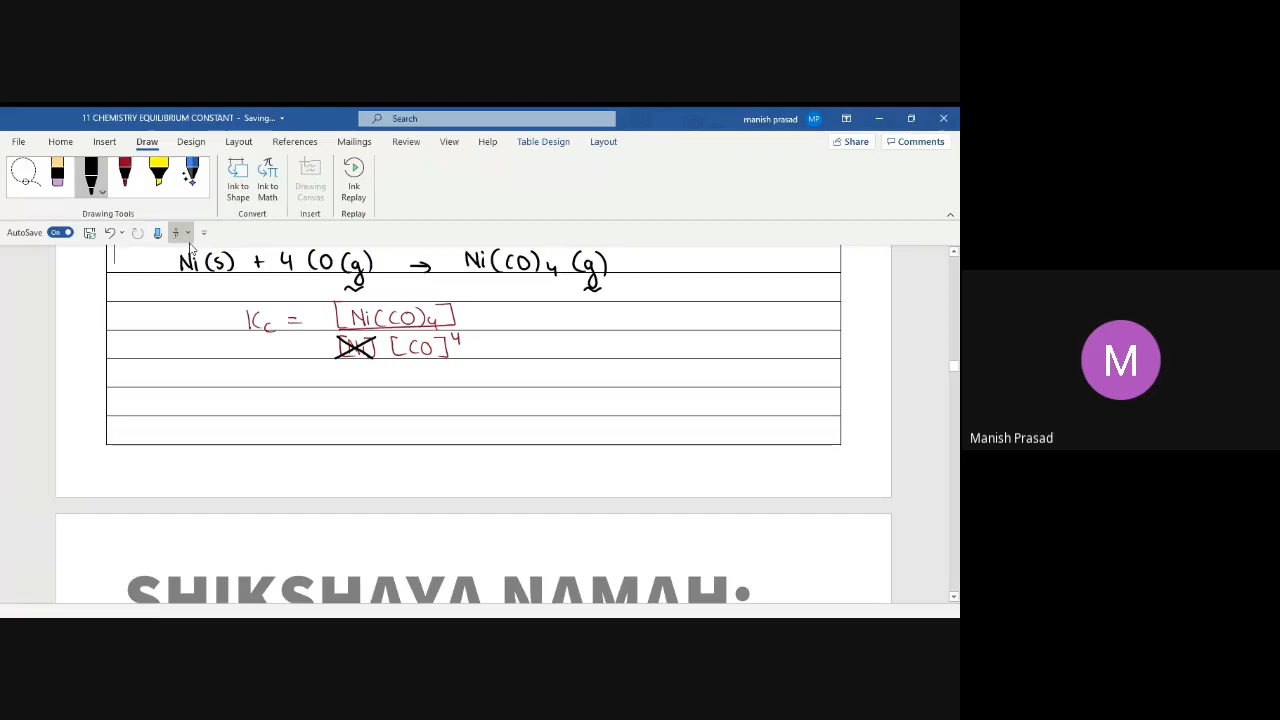 11 CHEMISTRY EQUILIBRIUM CONSTANT - Saving...
Search
manish prasad MP
File Home Insert Draw Design Layout References Mailings Review View Help Table Design Layout
Share Comments
Ink to Shape
Ink to Math
Drawing Canvas
Ink Replay
Drawing Tools Convert Insert Replay
AutoSave On
Ni(s) + 4 CO(g) → Ni(CO)4 (g)
Kc = [Ni(CO)4]
[Ni] [CO]^4
SHIKSHAYA NAMAH:
M
Manish Prasad